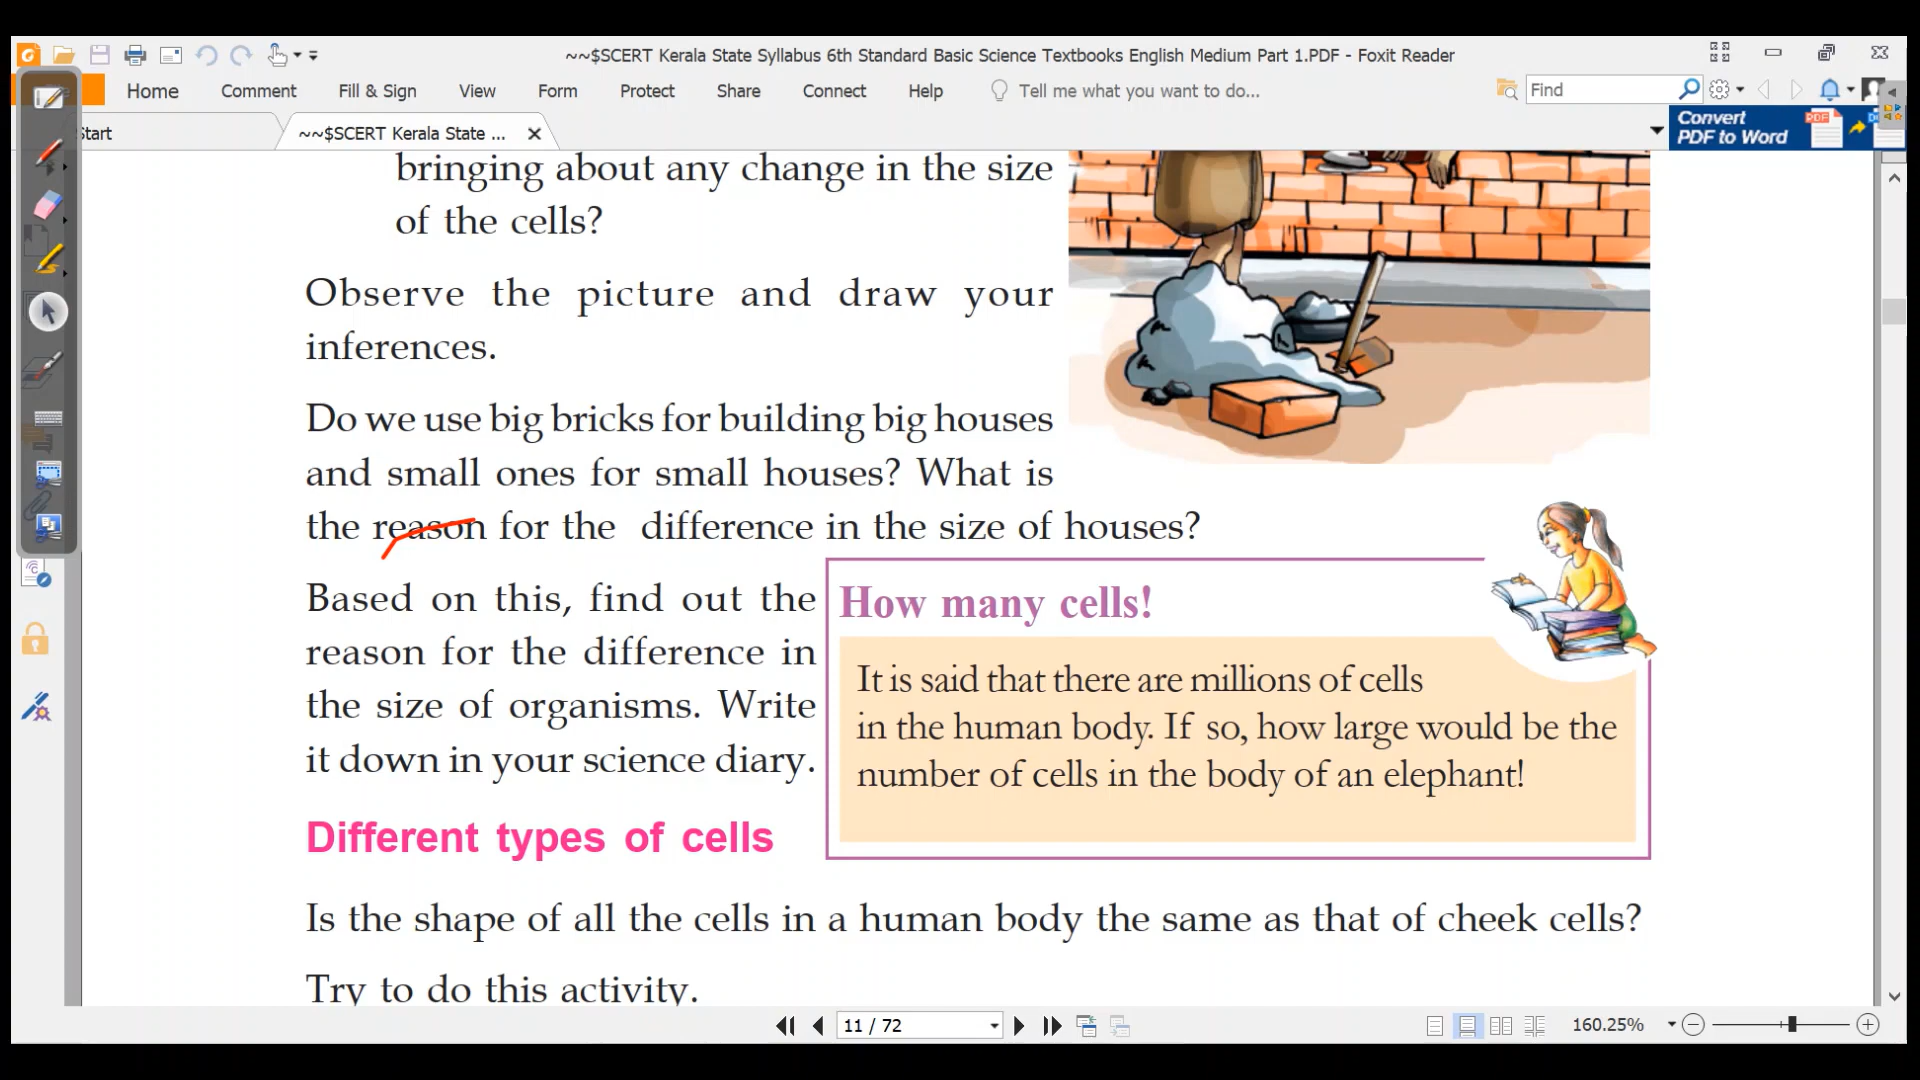 ~~$SCERT Kerala State Syllabus 6th Standard Basic Science Textbooks English Medium Part 1.PDF - Foxit Reader
Home Comment Fill & Sign View Form Protect Share Connect Help Tell me what you want to do... Find
Start ~~$SCERT Kerala State ...
Convert
PDF to Word
PDF
bringing about any change in the size
of the cells?
Observe the picture and draw your
inferences.
Do we use big bricks for building big houses
and small ones for small houses? What is
the reason for the difference in the size of houses?
Based on this, find out the
reason for the difference in
the size of organisms. Write
it down in your science diary.
How many cells!
It is said that there are millions of cells
in the human body. If so, how large would be the
number of cells in the body of an elephant!
Different types of cells
Is the shape of all the cells in a human body the same as that of cheek cells?
Try to do this activity.
11 / 72
160.25%